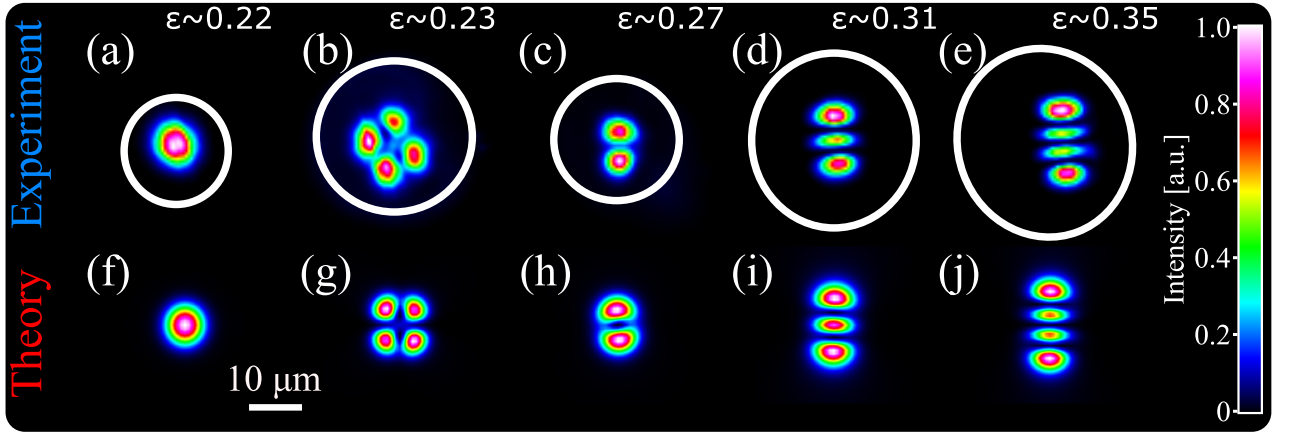 ε~0.22 ε~0.23 ε~0.27 ε~0.31 ε~0.35
Experiment
(a) (b) (c) (d) (e)
Theory
(f) (g) (h) (i) (j)
10 μm
Intensity [a.u.]
1.0
0.8
0.6
0.4
0.2
0